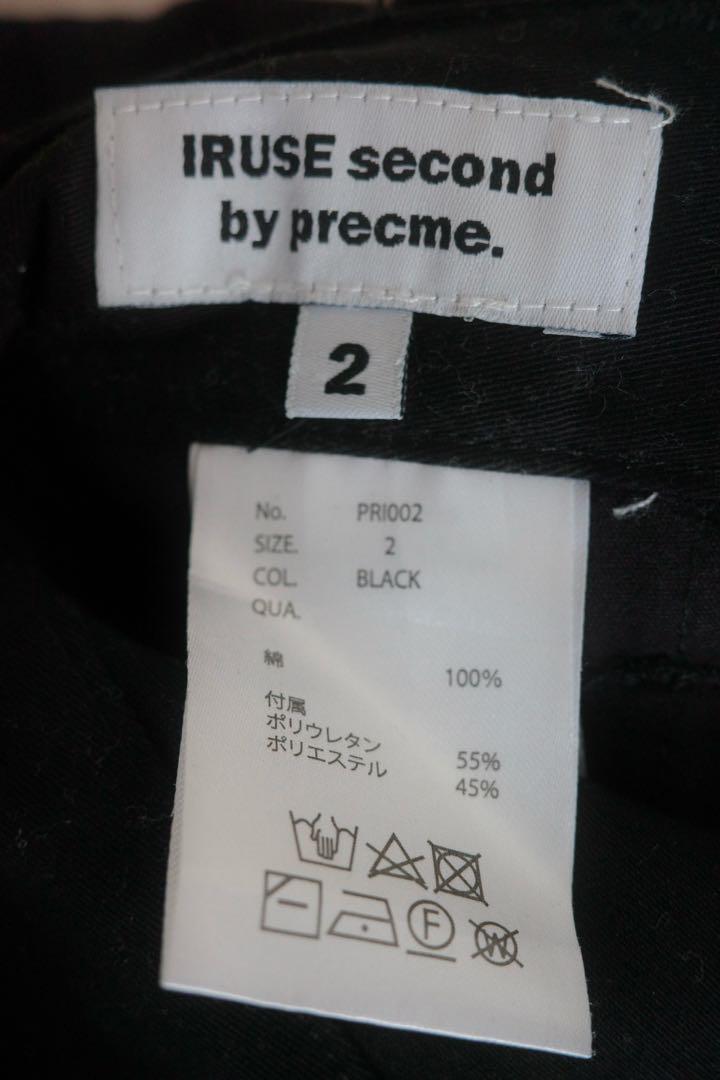 IRUSE second
by precme.
2
No. PRI002
SIZE. 2
COL. BLACK
QUA.
綿 100%
付属
ポリウレタン 55%
ポリエステル 45%
F W